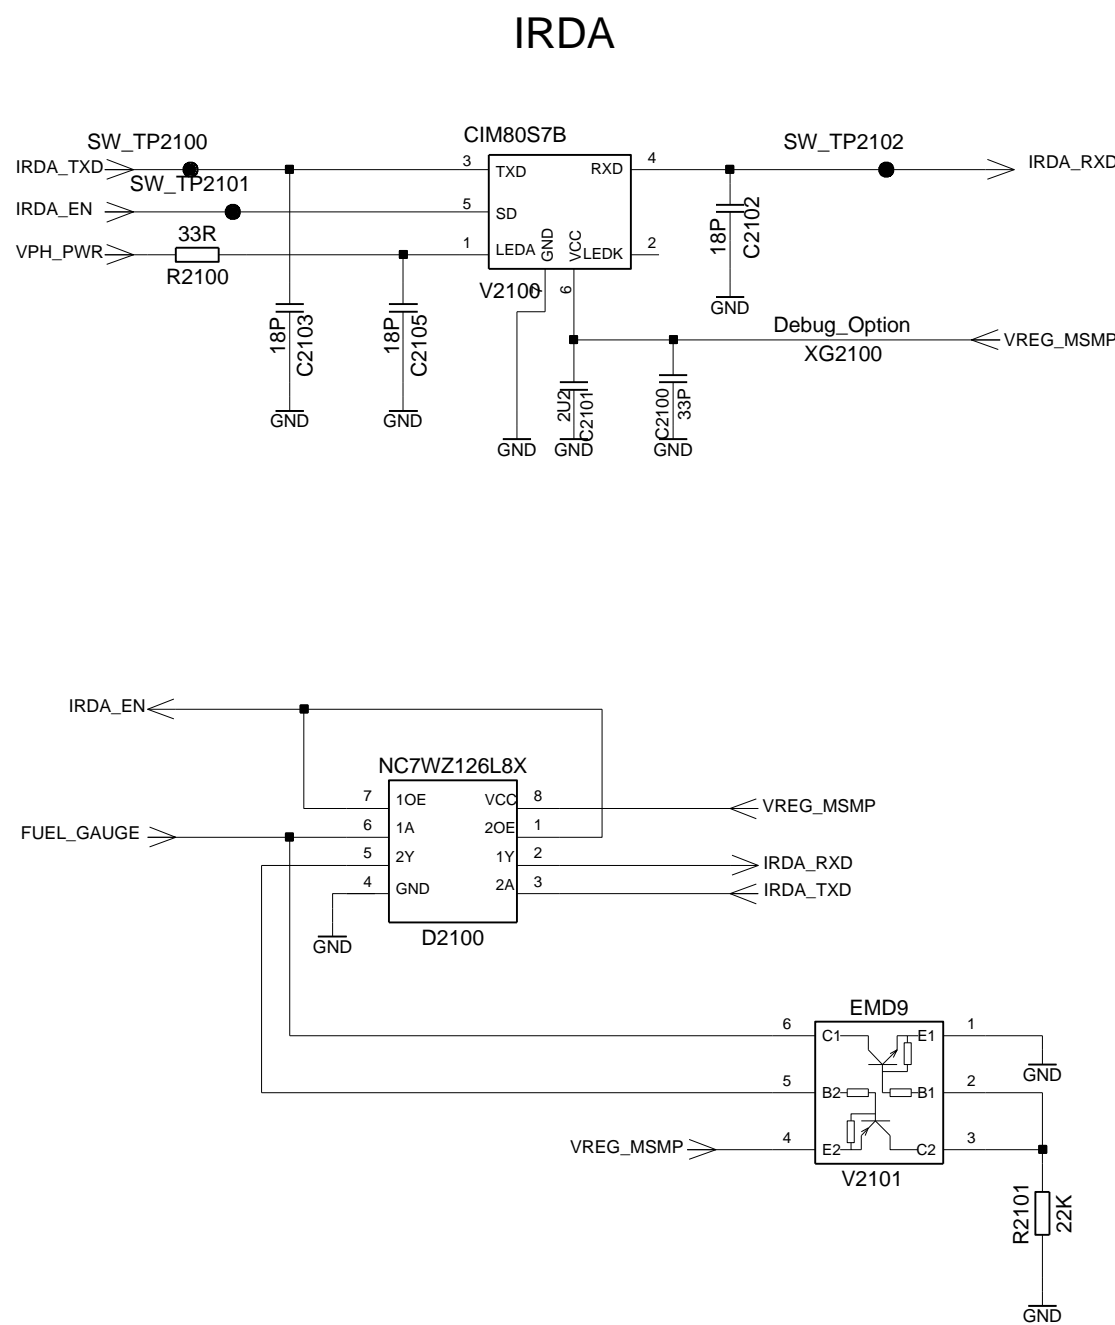 IRDA
SW_TP2100
CIM80S7B
SW_TP2102
IRDA_TXD
3
TXD
RXD
4
IRDA_RXD
SW_TP2101
IRDA_EN
5
SD
33R
VPH_PWR
R2100
1
LEDA
GND
VCC
LEDK
2
18P
C2102
GND
V2100
7
6
18P
C2103
GND
18P
C2105
GND
Debug_Option
XG2100
VREG_MSMP
2U2
C2101
C2100
33P
GND
GND
GND
IRDA_EN
NC7WZ126L8X
7
1OE
VCC
8
VREG_MSMP
FUEL_GAUGE
6
1A
2OE
1
5
2Y
1Y
2
IRDA_RXD
4
GND
2A
3
IRDA_TXD
GND
D2100
EMD9
6
C1
E1
1
GND
5
B2
B1
2
VREG_MSMP
4
E2
C2
3
V2101
R2101
22K
GND